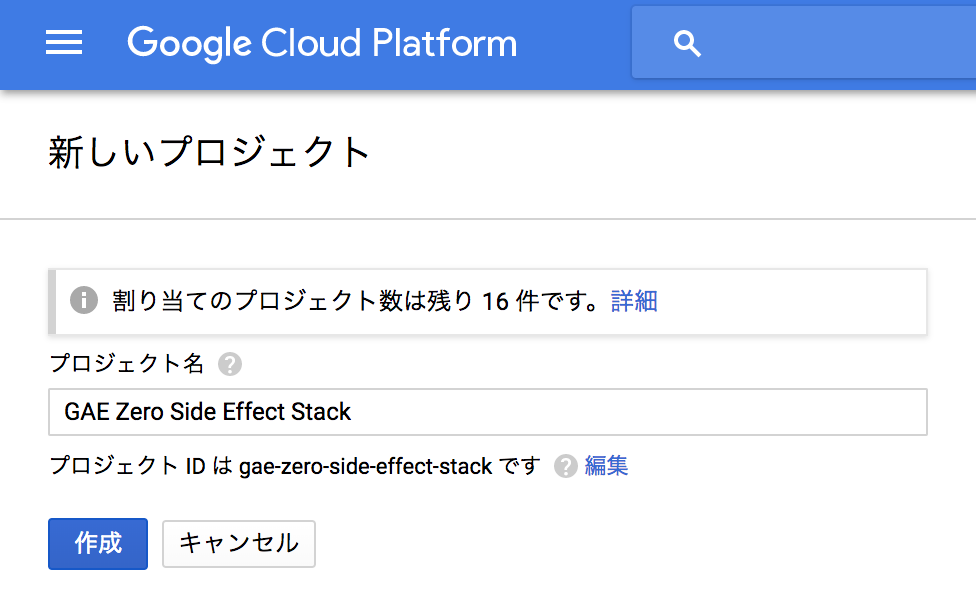 Google Cloud Platform
新しいプロジェクト
割り当てのプロジェクト数は残り 16 件です。詳細
プロジェクト名
GAE Zero Side Effect Stack
プロジェクト ID は gae-zero-side-effect-stack です 編集
作成 キャンセル